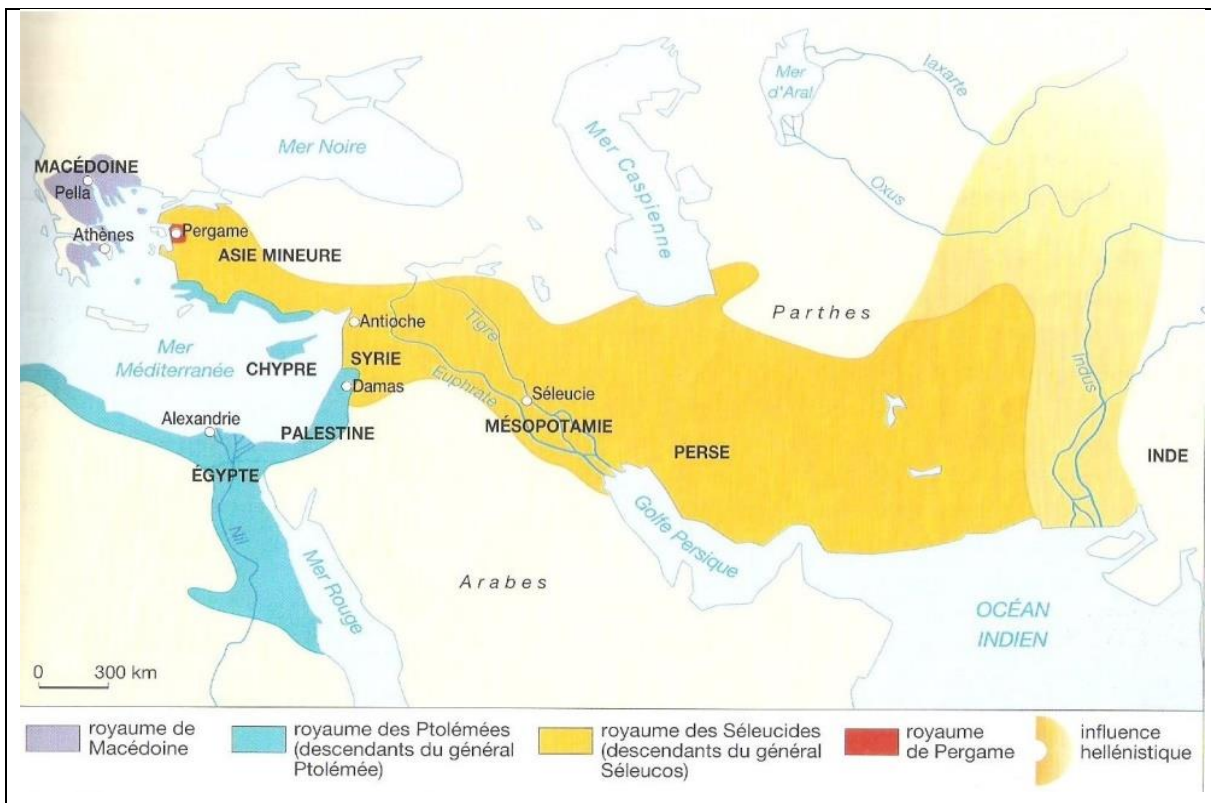 Mer
d'Aral
Iaxarte
Mer Noire
Mer Caspienne
Oxus
MACÉDOINE
Pella
Athènes
Pergame
ASIE MINEURE
Parthes
Antioche
Tigre
Indus
Mer
Méditerranée
CHYPRE
SYRIE
Euphrate
Damas
Séleucie
MÉSOPOTAMIE
Alexandrie
PALESTINE
PERSE
INDE
ÉGYPTE
Nil
Mer Rouge
Golfe Persique
Arabes
OCÉAN
INDIEN
0 300 km
royaume de
Macédoine
royaume des Ptolémées
(descendants du général
Ptolémée)
royaume des Séleucides
(descendants du général
Séleucos)
royaume
de Pergame
influence
hellénistique